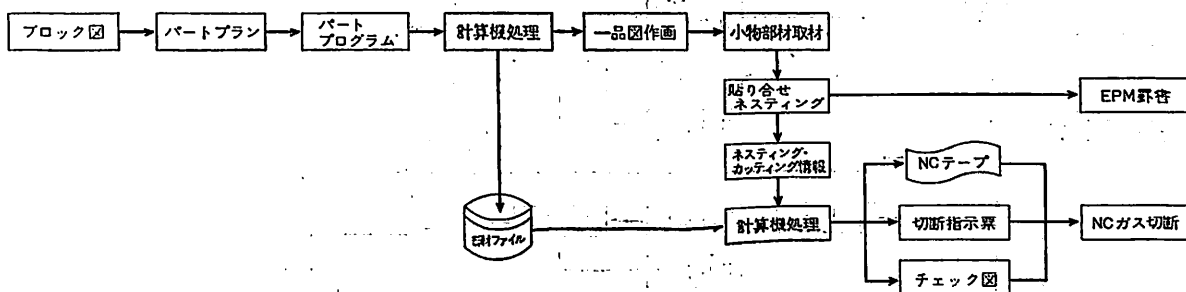 ブロック図
パートプラン
パート
プログラム
計算機処理
一品図作画
小物部材取材
貼り合せ
ネスティング
EPM罫書
ネスティング・
カッティング情報
NCテープ
計算機処理
切断指示票
NCガス切断
チェック図